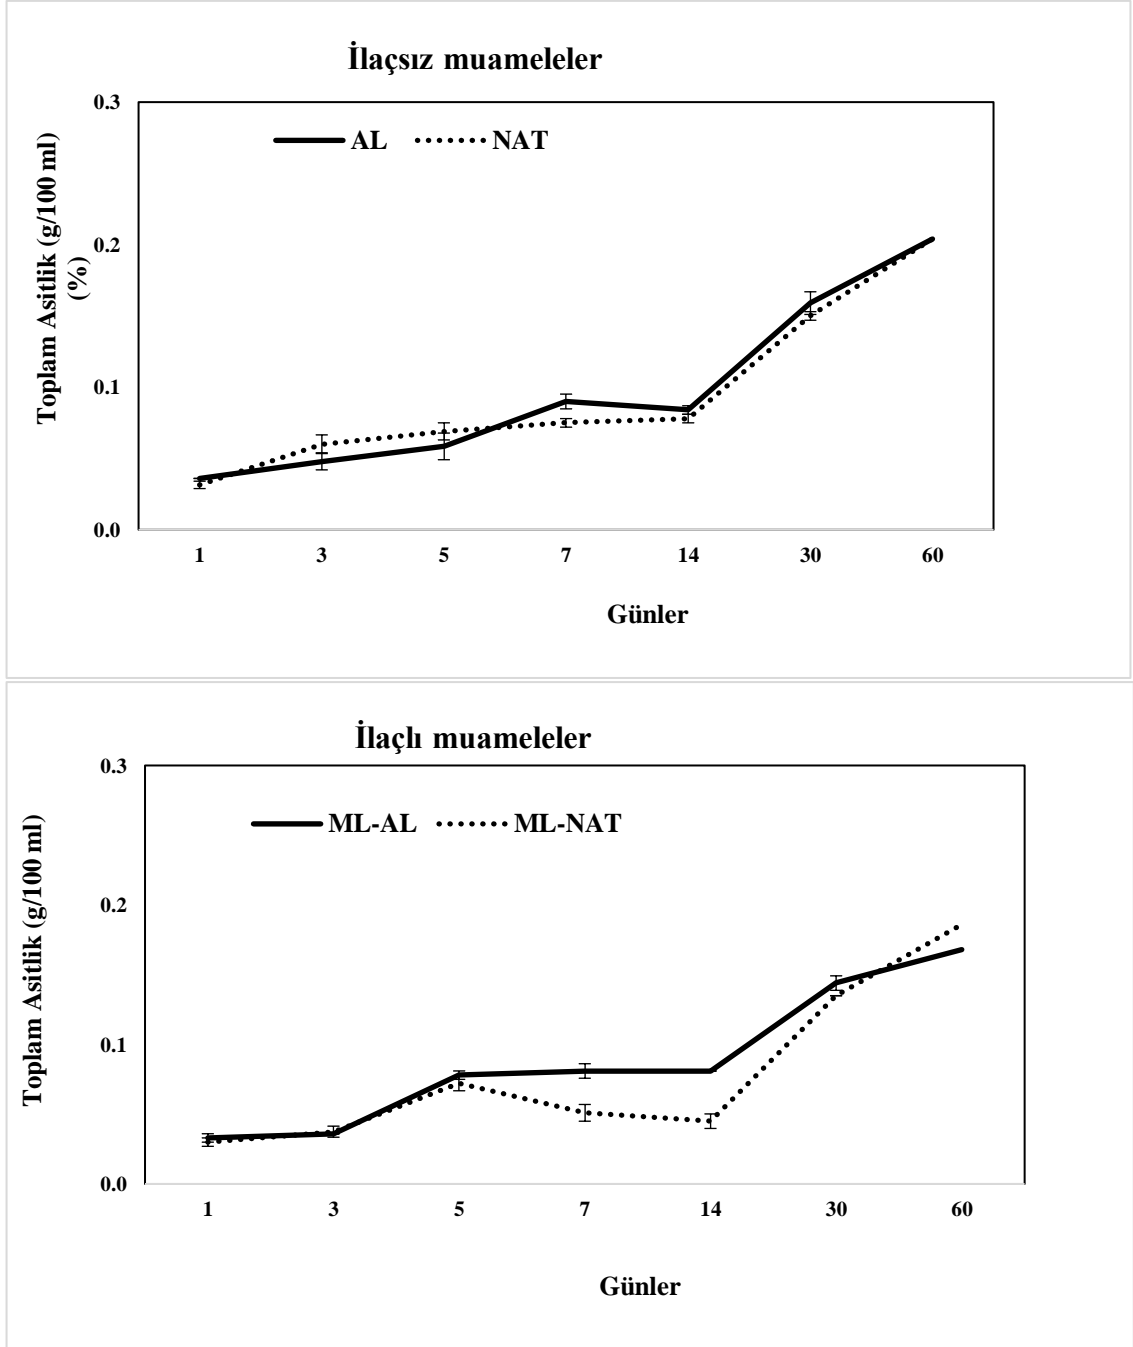 İlaçsız muameleler
0.3
AL NAT
0.2
0.1
0.0
Toplam Asitlik (g/100 ml)
(%)
1 3 5 7 14 30 60
Günler
İlaçlı muameleler
0.3
ML-AL ML-NAT
0.2
0.1
0.0
Toplam Asitlik (g/100 ml)
1 3 5 7 14 30 60
Günler